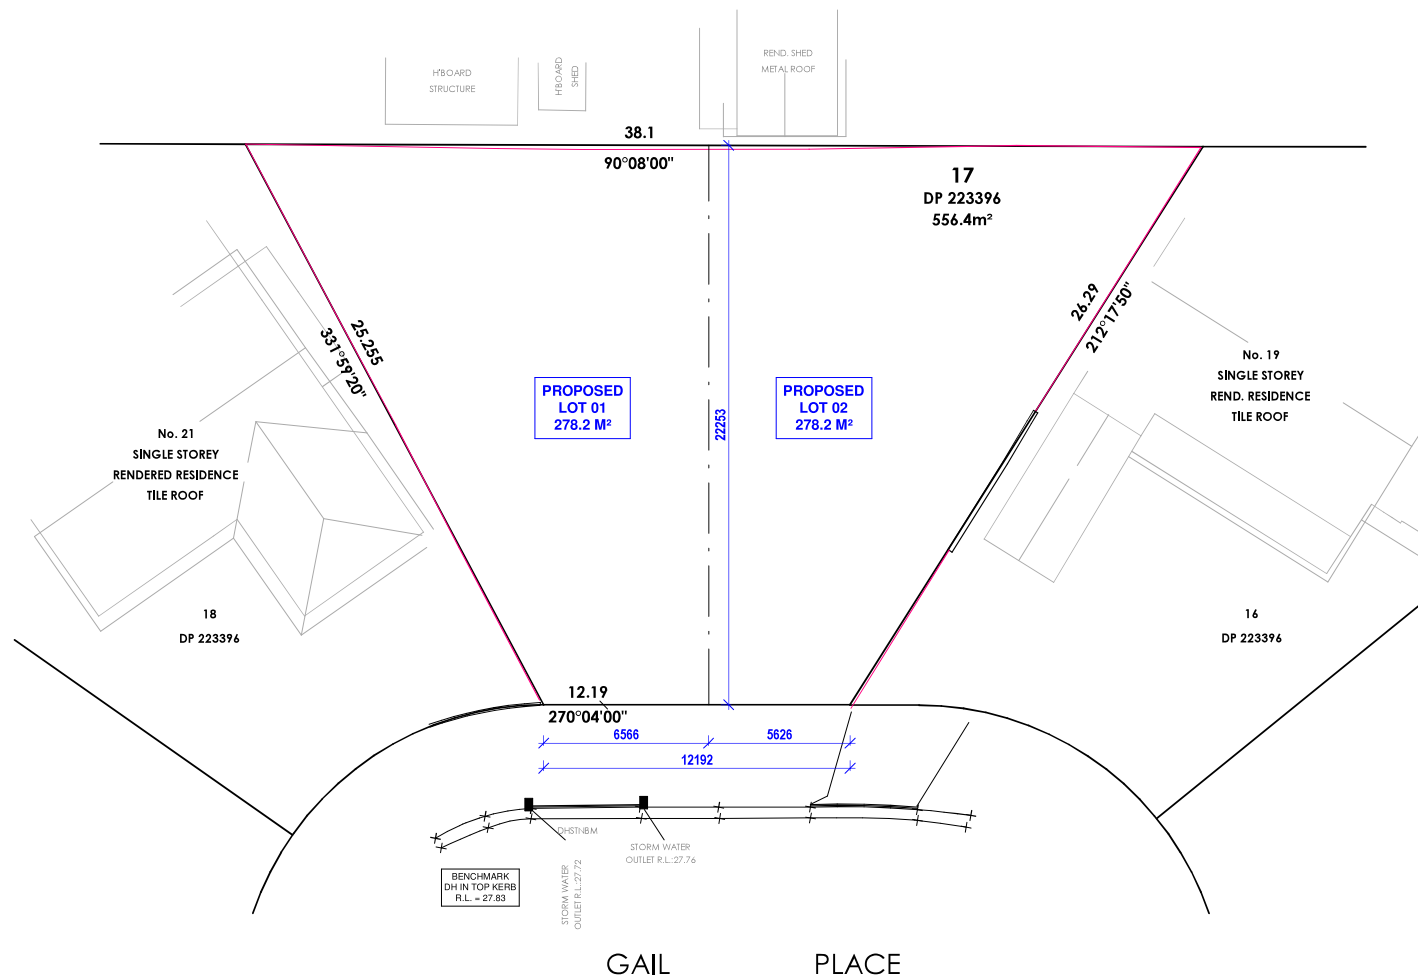 H'BOARD
STRUCTURE
H'BOARD
SHED
REND. SHED
METAL ROOF
38.1
90°08'00"
17
DP 223396
556.4m²
25.255
331°59'20"
26.29
212°17'50"
PROPOSED
LOT 01
278.2 M²
PROPOSED
LOT 02
278.2 M²
22253
No. 21
SINGLE STOREY
RENDERED RESIDENCE
TILE ROOF
No. 19
SINGLE STOREY
REND. RESIDENCE
TILE ROOF
18
DP 223396
16
DP 223396
12.19
270°04'00"
6566
5626
12192
DHSTNBM
STORM WATER
OUTLET R.L.:27.76
STORM WATER
OUTLET R.L.:27.72
BENCHMARK
DH IN TOP KERB
R.L. = 27.83
GAIL PLACE